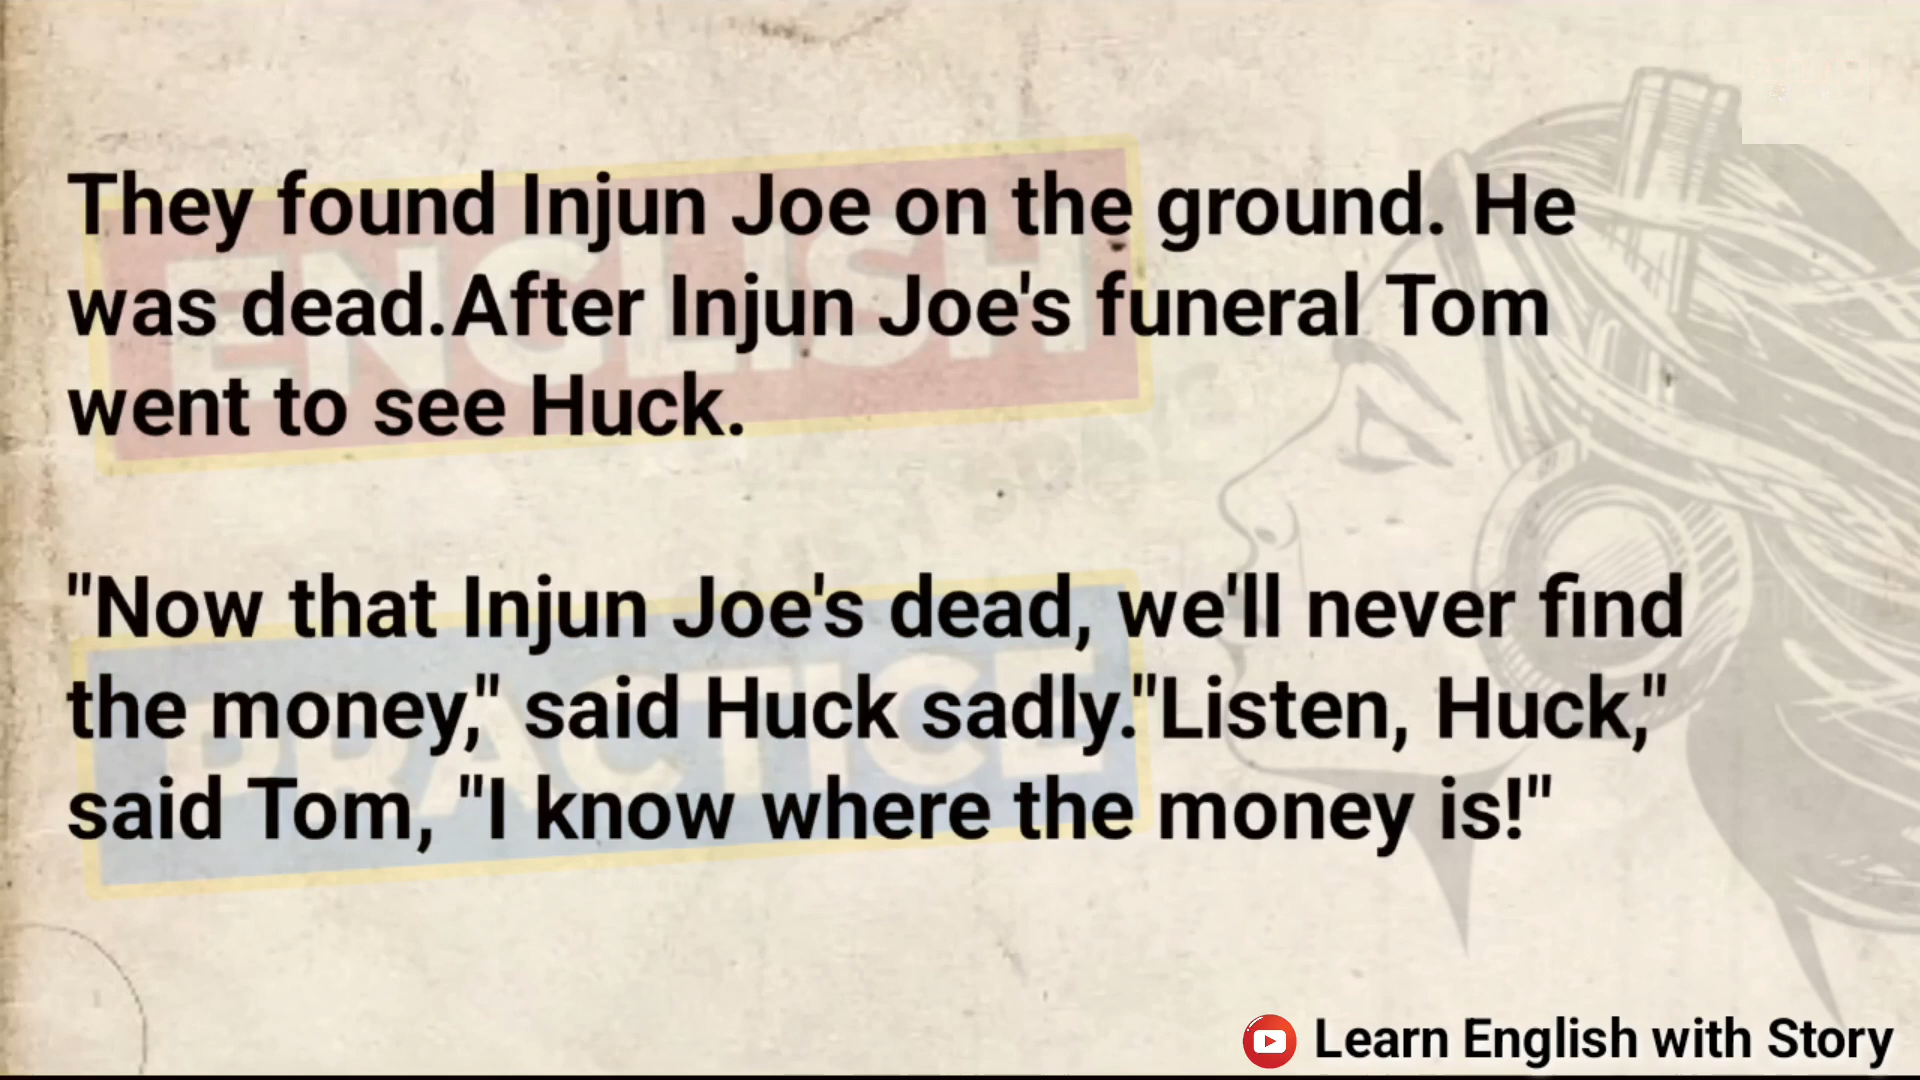 They found Injun Joe on the ground. He
was dead.After Injun Joe's funeral Tom
went to see Huck.
"Now that Injun Joe's dead, we'll never find
the money," said Huck sadly."Listen, Huck,"
said Tom, "I know where the money is!"
ENGLISH
PRACTICE
Learn English with Story